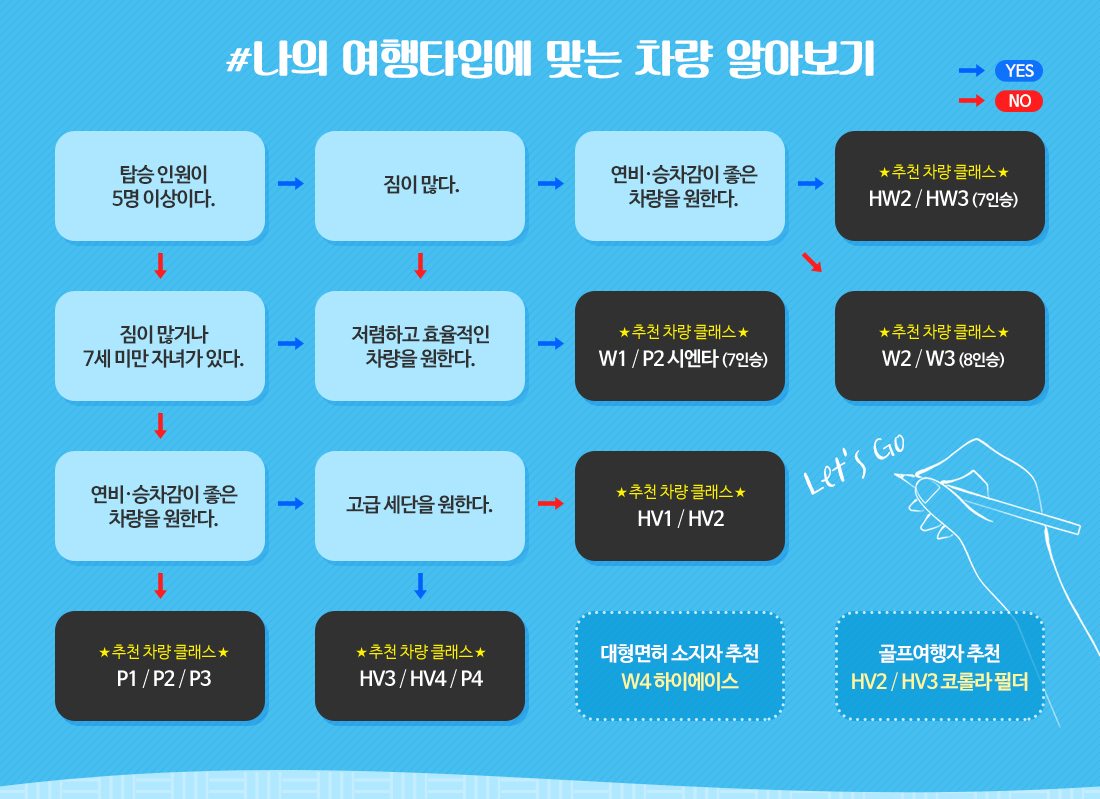 #나의 여행타입에 맞는 차량 알아보기
YES
NO
탑승 인원이
5명 이상이다.
짐이 많다.
연비·승차감이 좋은
차량을 원한다.
★추천 차량 클래스★
HW2 / HW3 (7인승)
짐이 많거나
7세 미만 자녀가 있다.
저렴하고 효율적인
차량을 원한다.
★추천 차량 클래스★
W1 / P2 시엔타 (7인승)
★추천 차량 클래스★
W2 / W3 (8인승)
Let's Go
연비·승차감이 좋은
차량을 원한다.
고급 세단을 원한다.
★추천 차량 클래스★
HV1 / HV2
★추천 차량 클래스★
P1 / P2 / P3
★추천 차량 클래스★
HV3 / HV4 / P4
대형면허 소지자 추천
W4 하이에이스
골프여행자 추천
HV2 / HV3 코롤라 필더